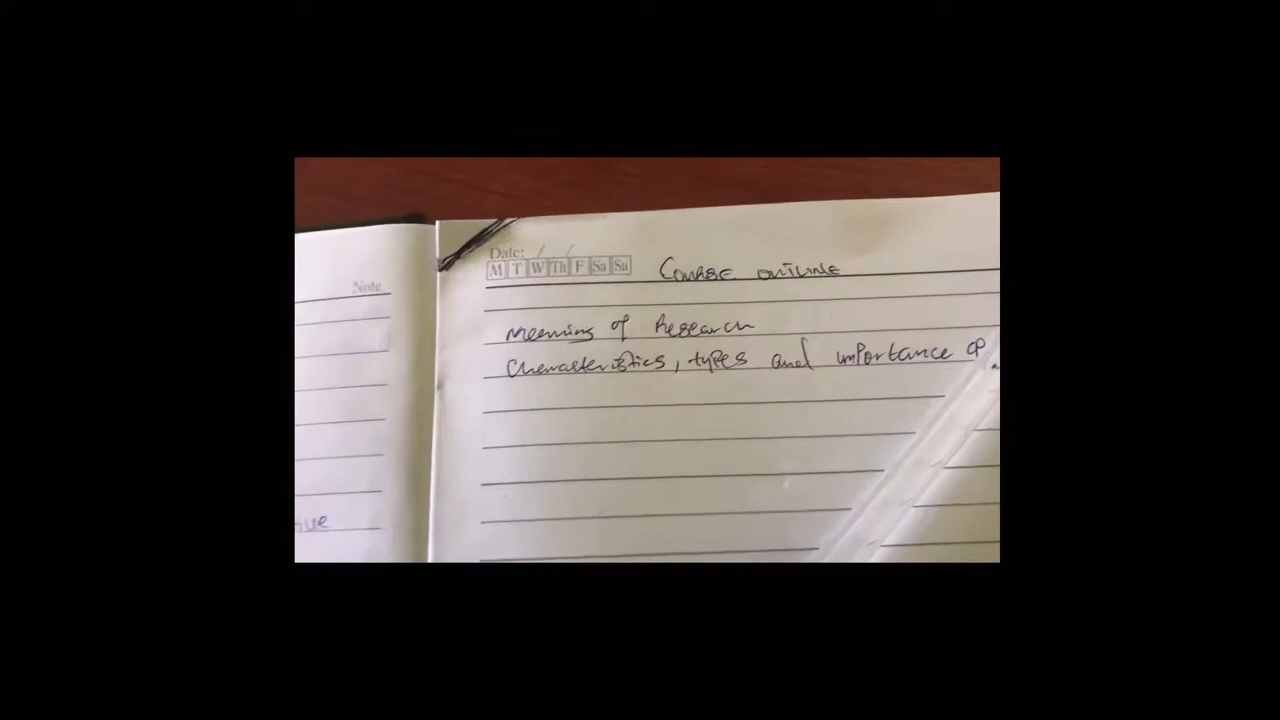 Note
Date: / /
M T W Th F Sa Su
Course outline
Meaning of Research
Characteristics, types and importance of